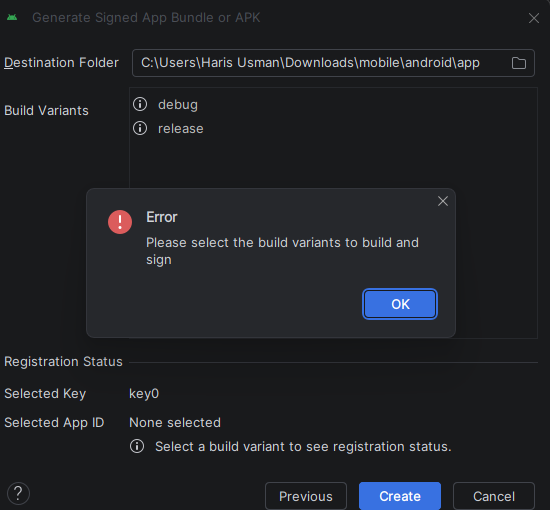 Generate Signed App Bundle or APK
Destination Folder C:\Users\Haris Usman\Downloads\mobile\android\app
Build Variants
debug
release
Error
Please select the build variants to build and
sign
OK
Registration Status
Selected Key key0
Selected App ID None selected
Select a build variant to see registration status.
? Previous Create Cancel